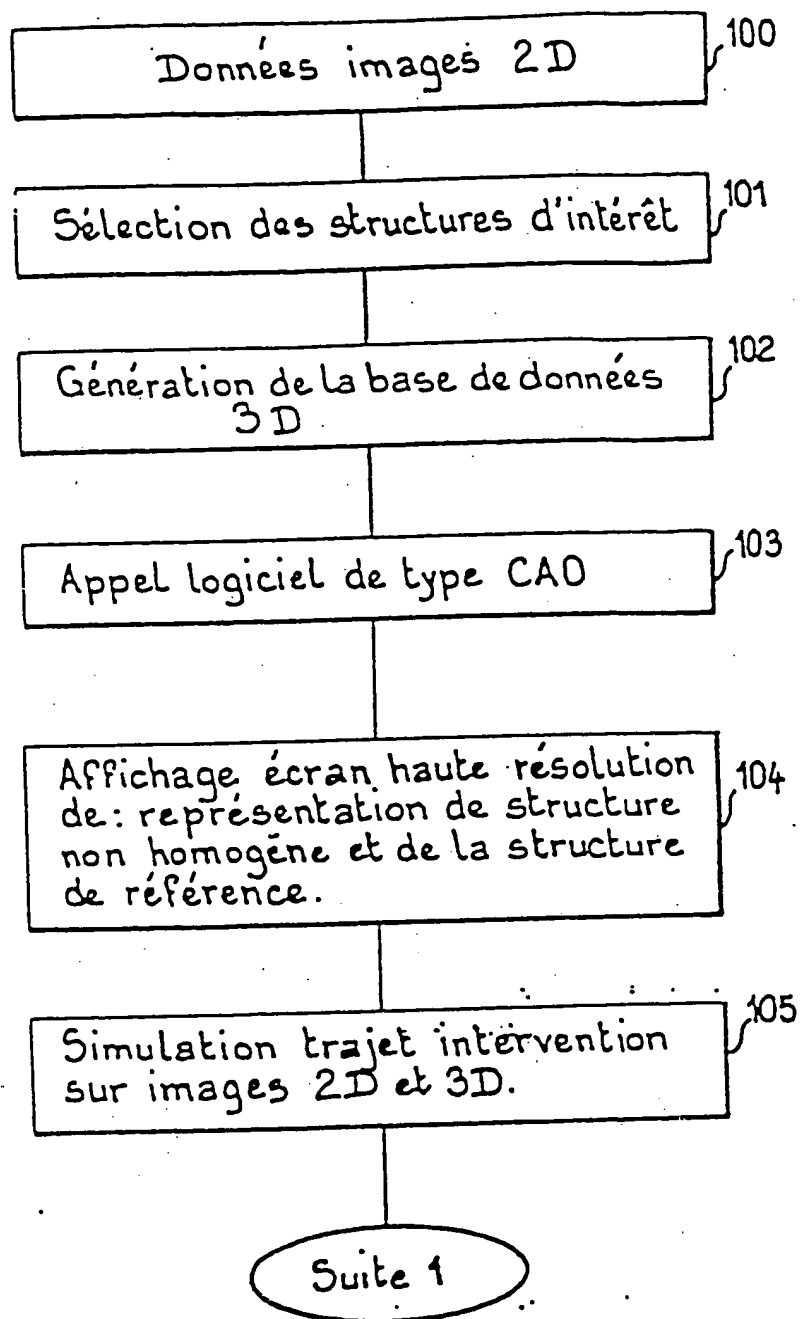 Données images 2D
100
Sélection des structures d'intérêt
101
Génération de la base de données
3D
102
Appel logiciel de type CAO
103
Affichage écran haute résolution
de: représentation de structure
non homogène et de la structure
de référence.
104
Simulation trajet intervention
sur images 2D et 3D.
105
Suite 1